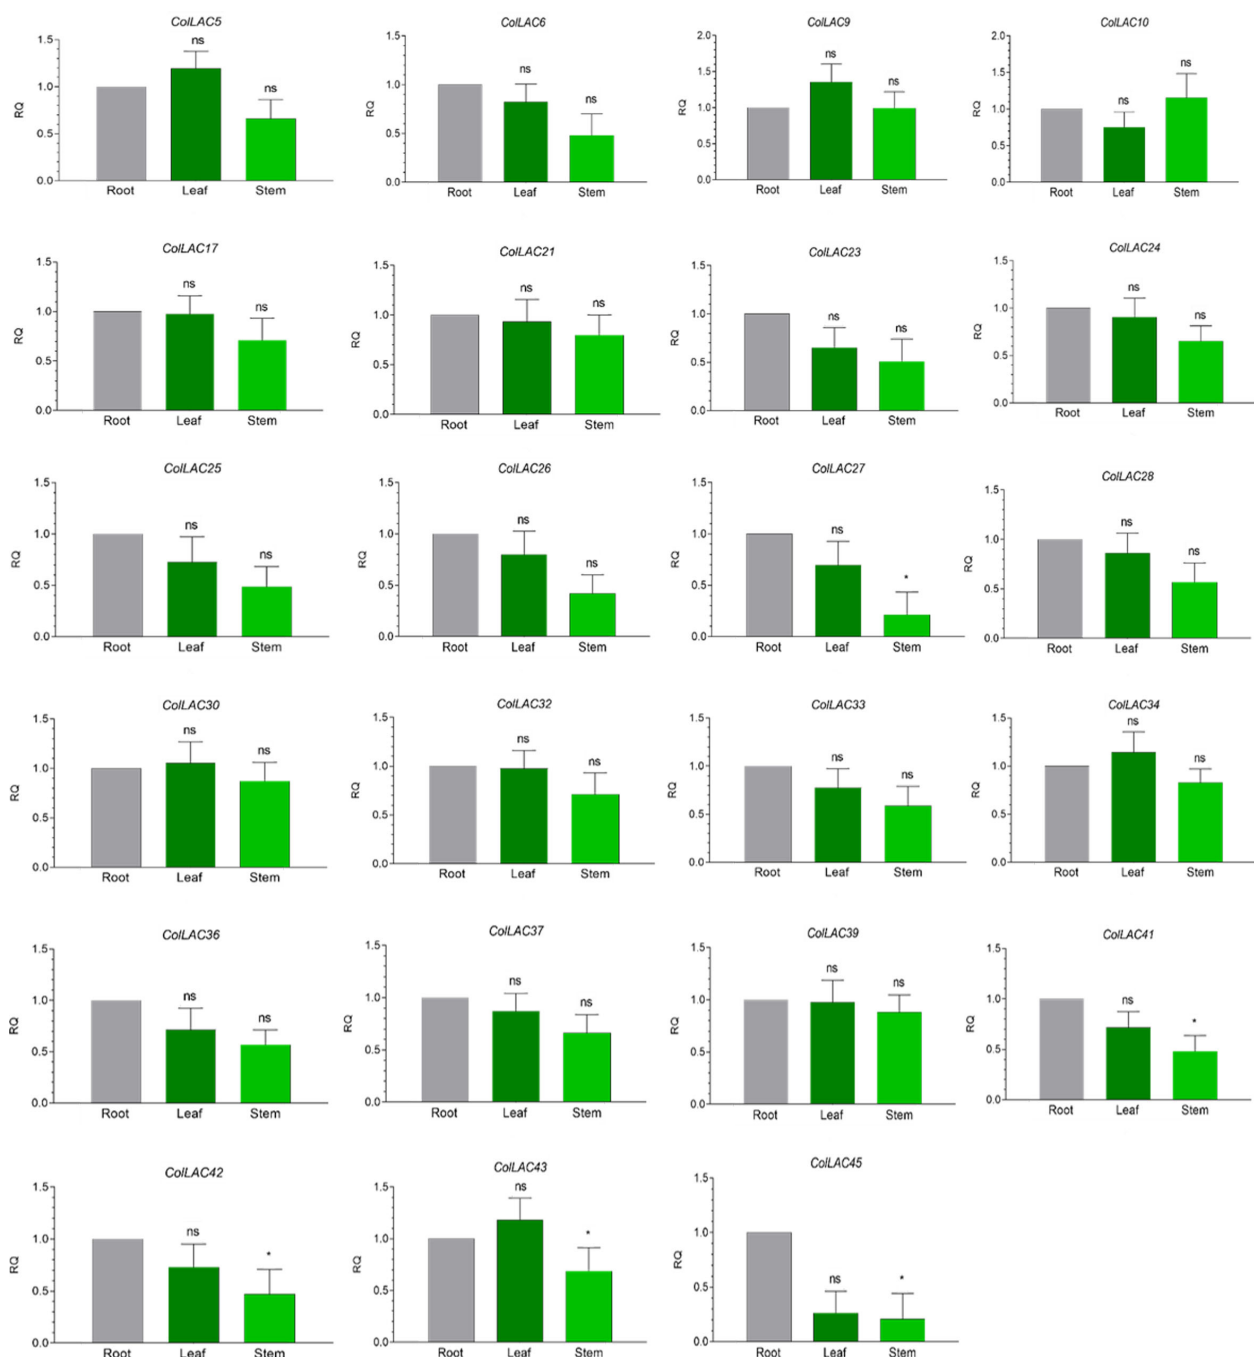 ColLAC5
1.5
1.0
0.5
0.0
RQ
ns
ns
Root Leaf Stem
ColLAC6
1.5
1.0
0.5
0.0
RQ
ns
ns
Root Leaf Stem
ColLAC9
2.0
1.5
1.0
0.5
0.0
RQ
ns
ns
Root Leaf Stem
ColLAC10
2.0
1.5
1.0
0.5
0.0
RQ
ns
ns
Root Leaf Stem
ColLAC17
1.5
1.0
0.5
0.0
RQ
ns
ns
Root Leaf Stem
ColLAC21
1.5
1.0
0.5
0.0
RQ
ns
ns
Root Leaf Stem
ColLAC23
1.5
1.0
0.5
0.0
RQ
ns
ns
Root Leaf Stem
ColLAC24
1.5
1.0
0.5
0.0
RQ
ns
ns
Root Leaf Stem
ColLAC25
1.5
1.0
0.5
0.0
RQ
ns
ns
Root Leaf Stem
ColLAC26
1.5
1.0
0.5
0.0
RQ
ns
ns
Root Leaf Stem
ColLAC27
1.5
1.0
0.5
0.0
RQ
ns
*
Root Leaf Stem
ColLAC28
1.5
1.0
0.5
0.0
RQ
ns
ns
Root Leaf Stem
ColLAC30
1.5
1.0
0.5
0.0
RQ
ns
ns
Root Leaf Stem
ColLAC32
1.5
1.0
0.5
0.0
RQ
ns
ns
Root Leaf Stem
ColLAC33
1.5
1.0
0.5
0.0
RQ
ns
ns
Root Leaf Stem
ColLAC34
1.5
1.0
0.5
0.0
RQ
ns
ns
Root Leaf Stem
ColLAC36
1.5
1.0
0.5
0.0
RQ
ns
ns
Root Leaf Stem
ColLAC37
1.5
1.0
0.5
0.0
RQ
ns
ns
Root Leaf Stem
ColLAC39
1.5
1.0
0.5
0.0
RQ
ns
ns
Root Leaf Stem
ColLAC41
1.5
1.0
0.5
0.0
RQ
ns
*
Root Leaf Stem
ColLAC42
1.5
1.0
0.5
0.0
RQ
ns
*
Root Leaf Stem
ColLAC43
1.5
1.0
0.5
0.0
RQ
ns
*
Root Leaf Stem
ColLAC45
1.5
1.0
0.5
0.0
RQ
ns
*
Root Leaf Stem